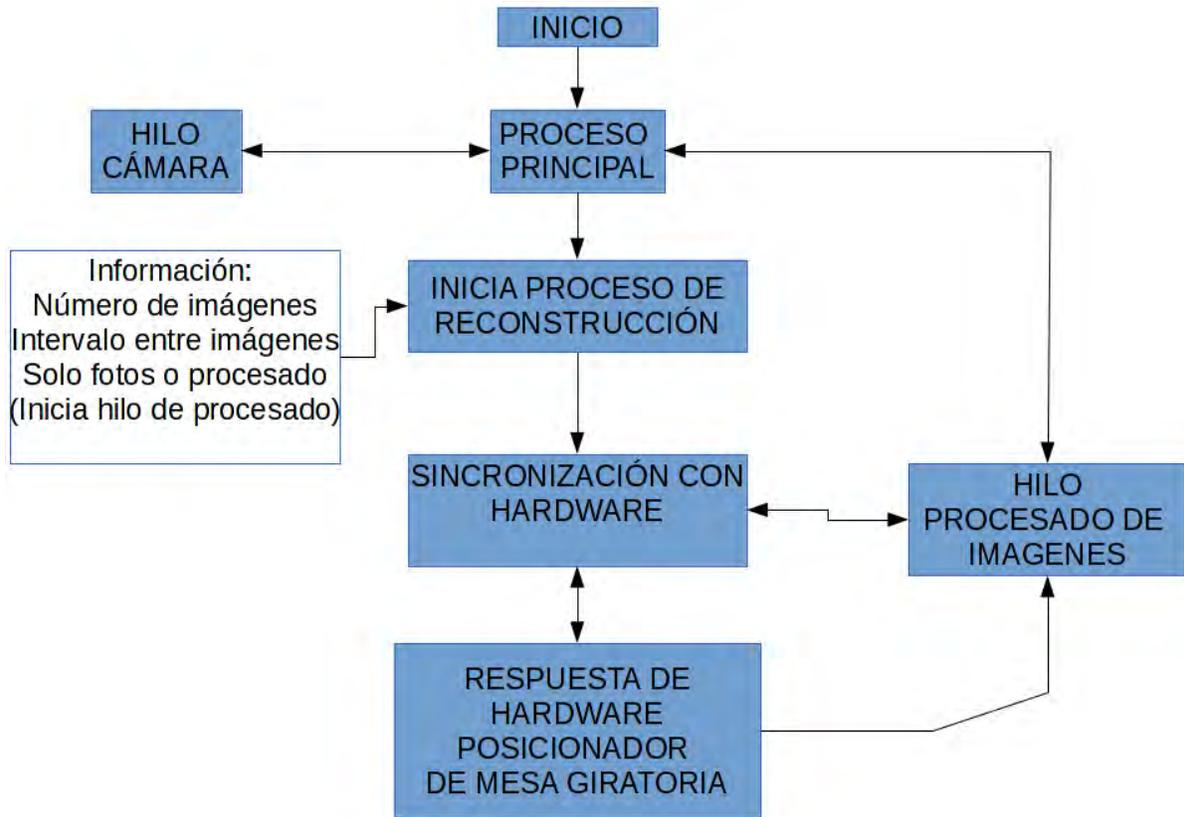 INICIO
HILO
CÁMARA
PROCESO
PRINCIPAL
Información:
Número de imágenes
Intervalo entre imágenes
Solo fotos o procesado
(Inicia hilo de procesado)
INICIA PROCESO DE
RECONSTRUCCIÓN
SINCRONIZACIÓN CON
HARDWARE
HILO
PROCESADO DE
IMAGENES
RESPUESTA DE
HARDWARE
POSICIONADOR
DE MESA GIRATORIA